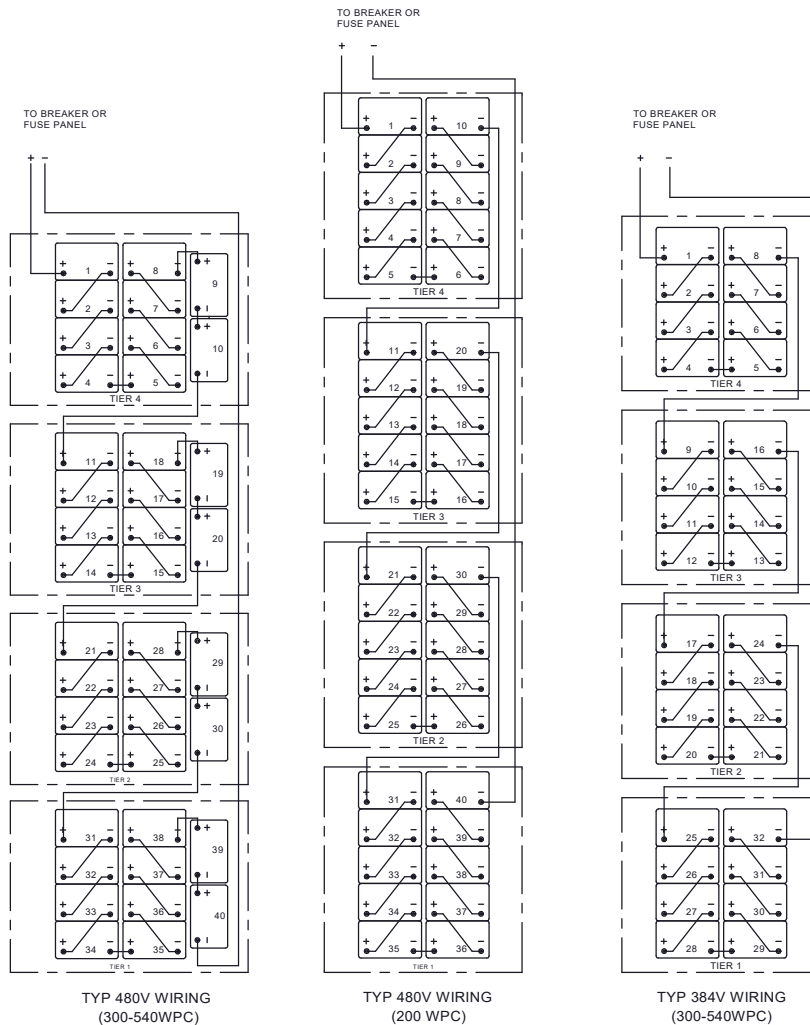 TO BREAKER OR
FUSE PANEL
+ −
+ 1 − + 8 − + 9 −
+ 2 − + 7 −
+ 3 − + 6 − + 10 −
+ 4 − + 5 −
TIER 4
+ 11 − + 18 − + 19 −
+ 12 − + 17 −
+ 13 − + 16 − + 20 −
+ 14 − + 15 −
TIER 3
+ 21 − + 28 − + 29 −
+ 22 − + 27 −
+ 23 − + 26 − + 30 −
+ 24 − + 25 −
TIER 2
+ 31 − + 38 − + 39 −
+ 32 − + 37 −
+ 33 − + 36 − + 40 −
+ 34 − + 35 −
TIER 1
TYP 480V WIRING
(300-540WPC)
TO BREAKER OR
FUSE PANEL
+ −
+ 1 − + 10 −
+ 2 − + 9 −
+ 3 − + 8 −
+ 4 − + 7 −
+ 5 − + 6 −
TIER 4
+ 11 − + 20 −
+ 12 − + 19 −
+ 13 − + 18 −
+ 14 − + 17 −
+ 15 − + 16 −
TIER 3
+ 21 − + 30 −
+ 22 − + 29 −
+ 23 − + 28 −
+ 24 − + 27 −
+ 25 − + 26 −
TIER 2
+ 31 − + 40 −
+ 32 − + 39 −
+ 33 − + 38 −
+ 34 − + 37 −
+ 35 − + 36 −
TIER 1
TYP 480V WIRING
(200 WPC)
TO BREAKER OR
FUSE PANEL
+ −
+ 1 − + 8 −
+ 2 − + 7 −
+ 3 − + 6 −
+ 4 − + 5 −
TIER 4
+ 9 − + 16 −
+ 10 − + 15 −
+ 11 − + 14 −
+ 12 − + 13 −
TIER 3
+ 17 − + 24 −
+ 18 − + 23 −
+ 19 − + 22 −
+ 20 − + 21 −
TIER 2
+ 25 − + 32 −
+ 26 − + 31 −
+ 27 − + 30 −
+ 28 − + 29 −
TIER 1
TYP 384V WIRING
(300-540WPC)